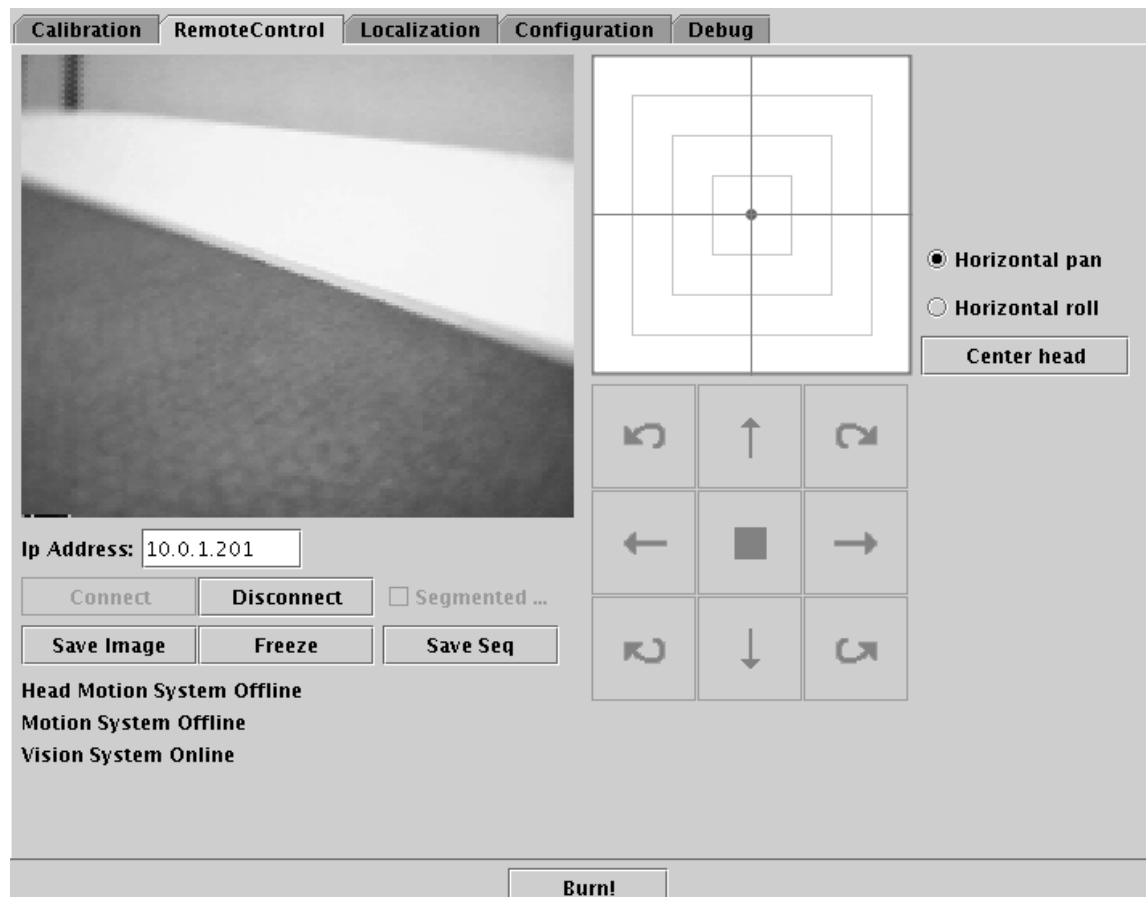 Calibration RemoteControl Localization Configuration Debug
Horizontal pan
Horizontal roll
Center head
Ip Address: 10.0.1.201
Connect Disconnect Segmented ...
Save Image Freeze Save Seq
Head Motion System Offline
Motion System Offline
Vision System Online
Burn!